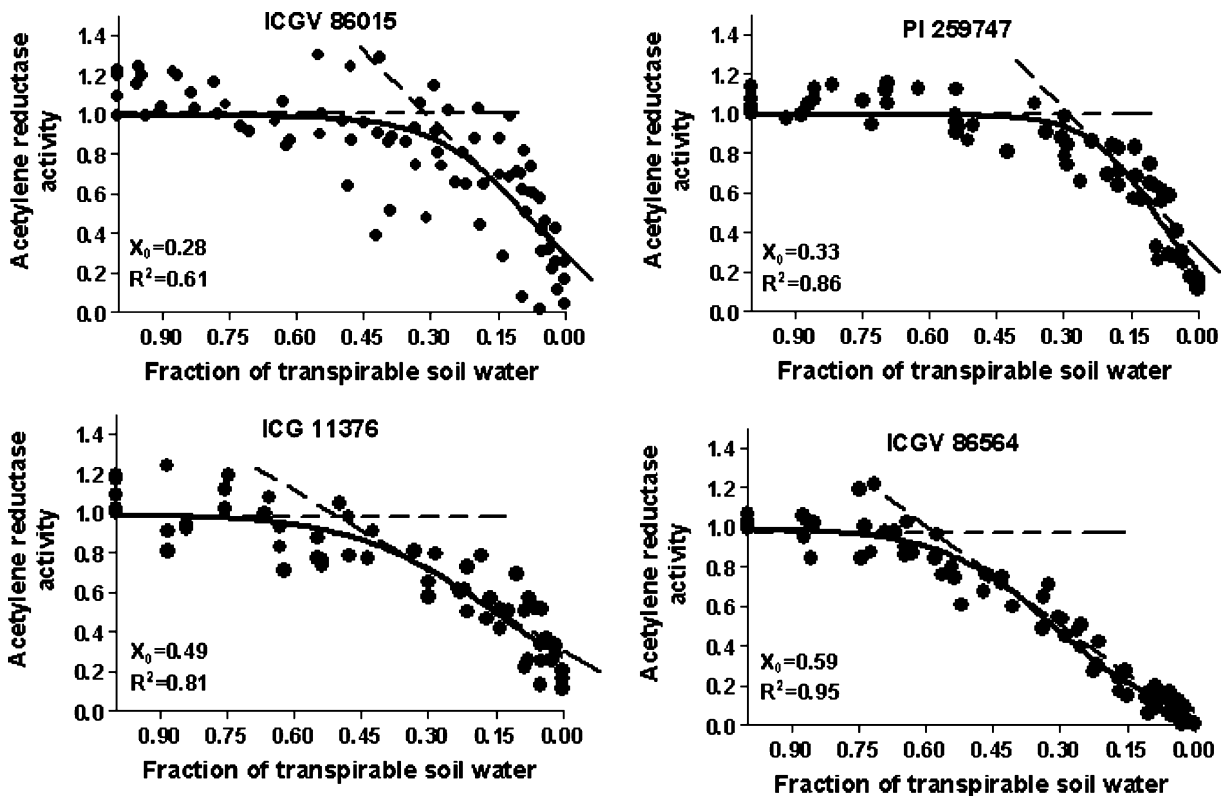 ICGV 86015
Acetylene reductase
activity
1.4
1.2
1.0
0.8
0.6
0.4
0.2
0.0
X₀=0.28
R²=0.61
0.90 0.75 0.60 0.45 0.30 0.15 0.00
Fraction of transpirable soil water
PI 259747
Acetylene reductase
activity
1.4
1.2
1.0
0.8
0.6
0.4
0.2
0.0
X₀=0.33
R²=0.86
0.90 0.75 0.60 0.45 0.30 0.15 0.00
Fraction of transpirable soil water
ICG 11376
Acetylene reductase
activity
1.4
1.2
1.0
0.8
0.6
0.4
0.2
0.0
X₀=0.49
R²=0.81
0.90 0.75 0.60 0.45 0.30 0.15 0.00
Fraction of transpirable soil water
ICGV 86564
Acetylene reductase
activity
1.4
1.2
1.0
0.8
0.6
0.4
0.2
0.0
X₀=0.59
R²=0.95
0.90 0.75 0.60 0.45 0.30 0.15 0.00
Fraction of transpirable soil water